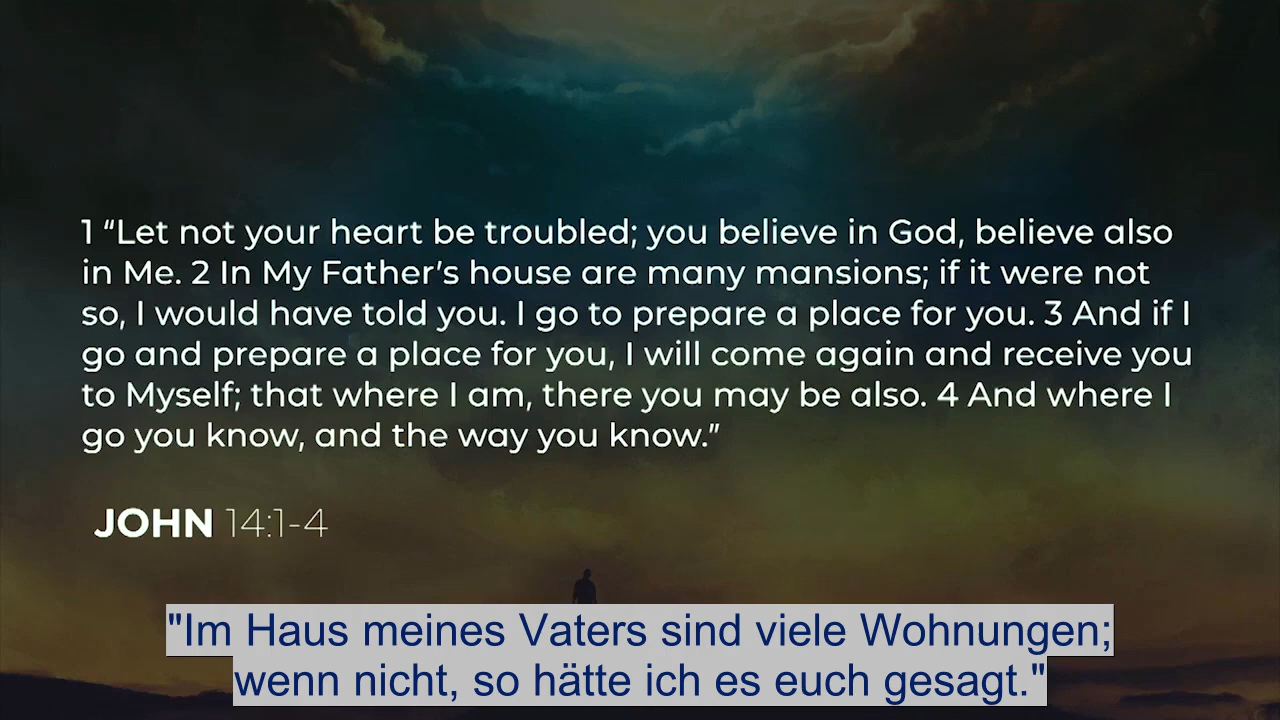 1 “Let not your heart be troubled; you believe in God, believe also
in Me. 2 In My Father’s house are many mansions; if it were not
so, I would have told you. I go to prepare a place for you. 3 And if I
go and prepare a place for you, I will come again and receive you
to Myself; that where I am, there you may be also. 4 And where I
go you know, and the way you know.”
JOHN 14:1-4
"Im Haus meines Vaters sind viele Wohnungen;
wenn nicht, so hätte ich es euch gesagt."